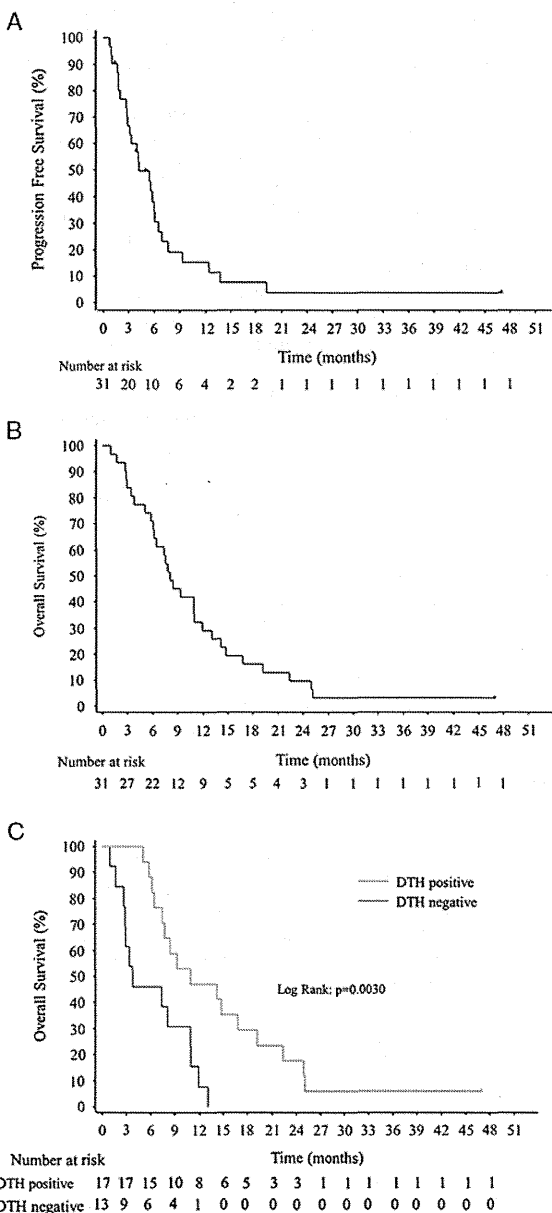 A
Progression Free Survival (%)
100
90
80
70
60
50
40
30
20
10
0
0 3 6 9 12 15 18 21 24 27 30 33 36 39 42 45 48 51
Time (months)
Number at risk
31 20 10 6 4 2 2 1 1 1 1 1 1 1 1 1 1
B
Overall Survival (%)
100
90
80
70
60
50
40
30
20
10
0
0 3 6 9 12 15 18 21 24 27 30 33 36 39 42 45 48 51
Time (months)
Number at risk
31 27 22 12 9 5 5 4 3 1 1 1 1 1 1 1 1
C
Overall Survival (%)
100
90
80
70
60
50
40
30
20
10
0
DTH positive
DTH negative
Log Rank: p=0.0030
0 3 6 9 12 15 18 21 24 27 30 33 36 39 42 45 48 51
Time (months)
Number at risk
DTH positive 17 17 15 10 8 6 5 3 3 1 1 1 1 1 1 1 1
DTH negative 13 9 6 4 1 0 0 0 0 0 0 0 0 0 0 0 0